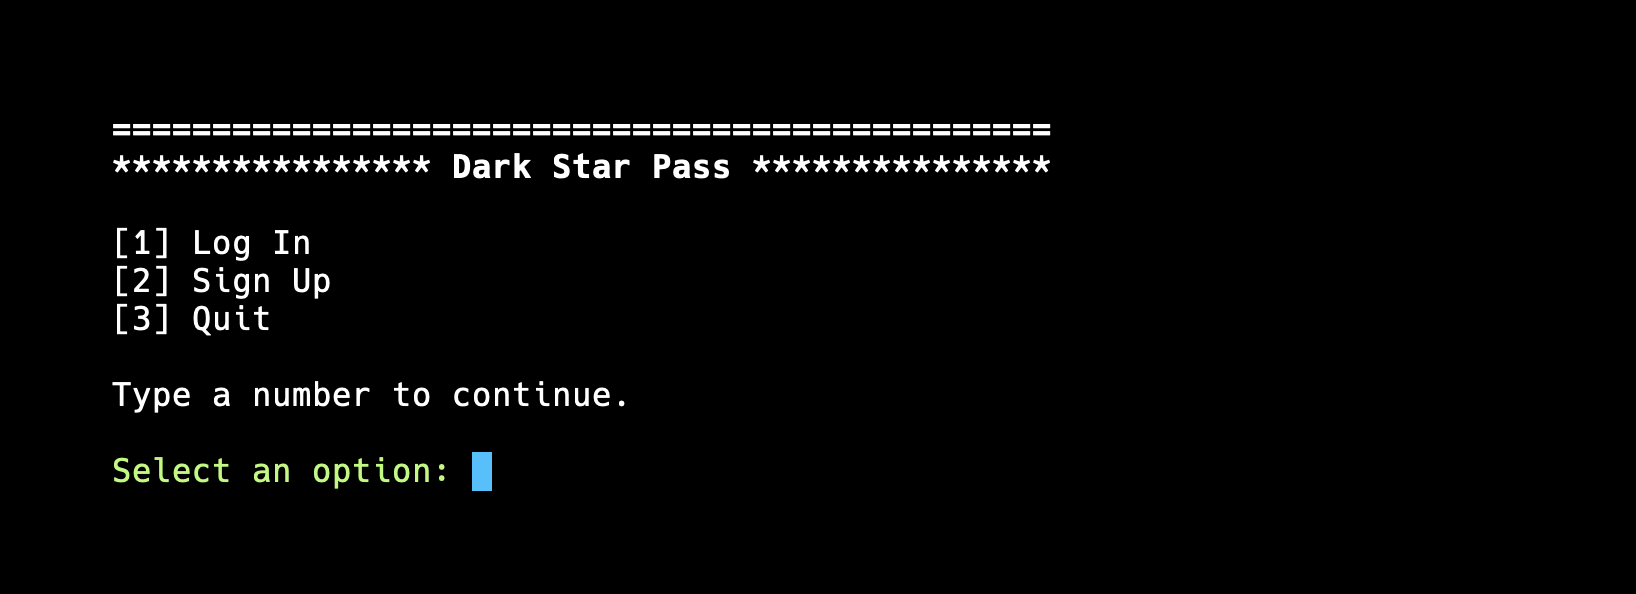 ===============================================
**************** Dark Star Pass ***************
[1] Log In
[2] Sign Up
[3] Quit
Type a number to continue.
Select an option: